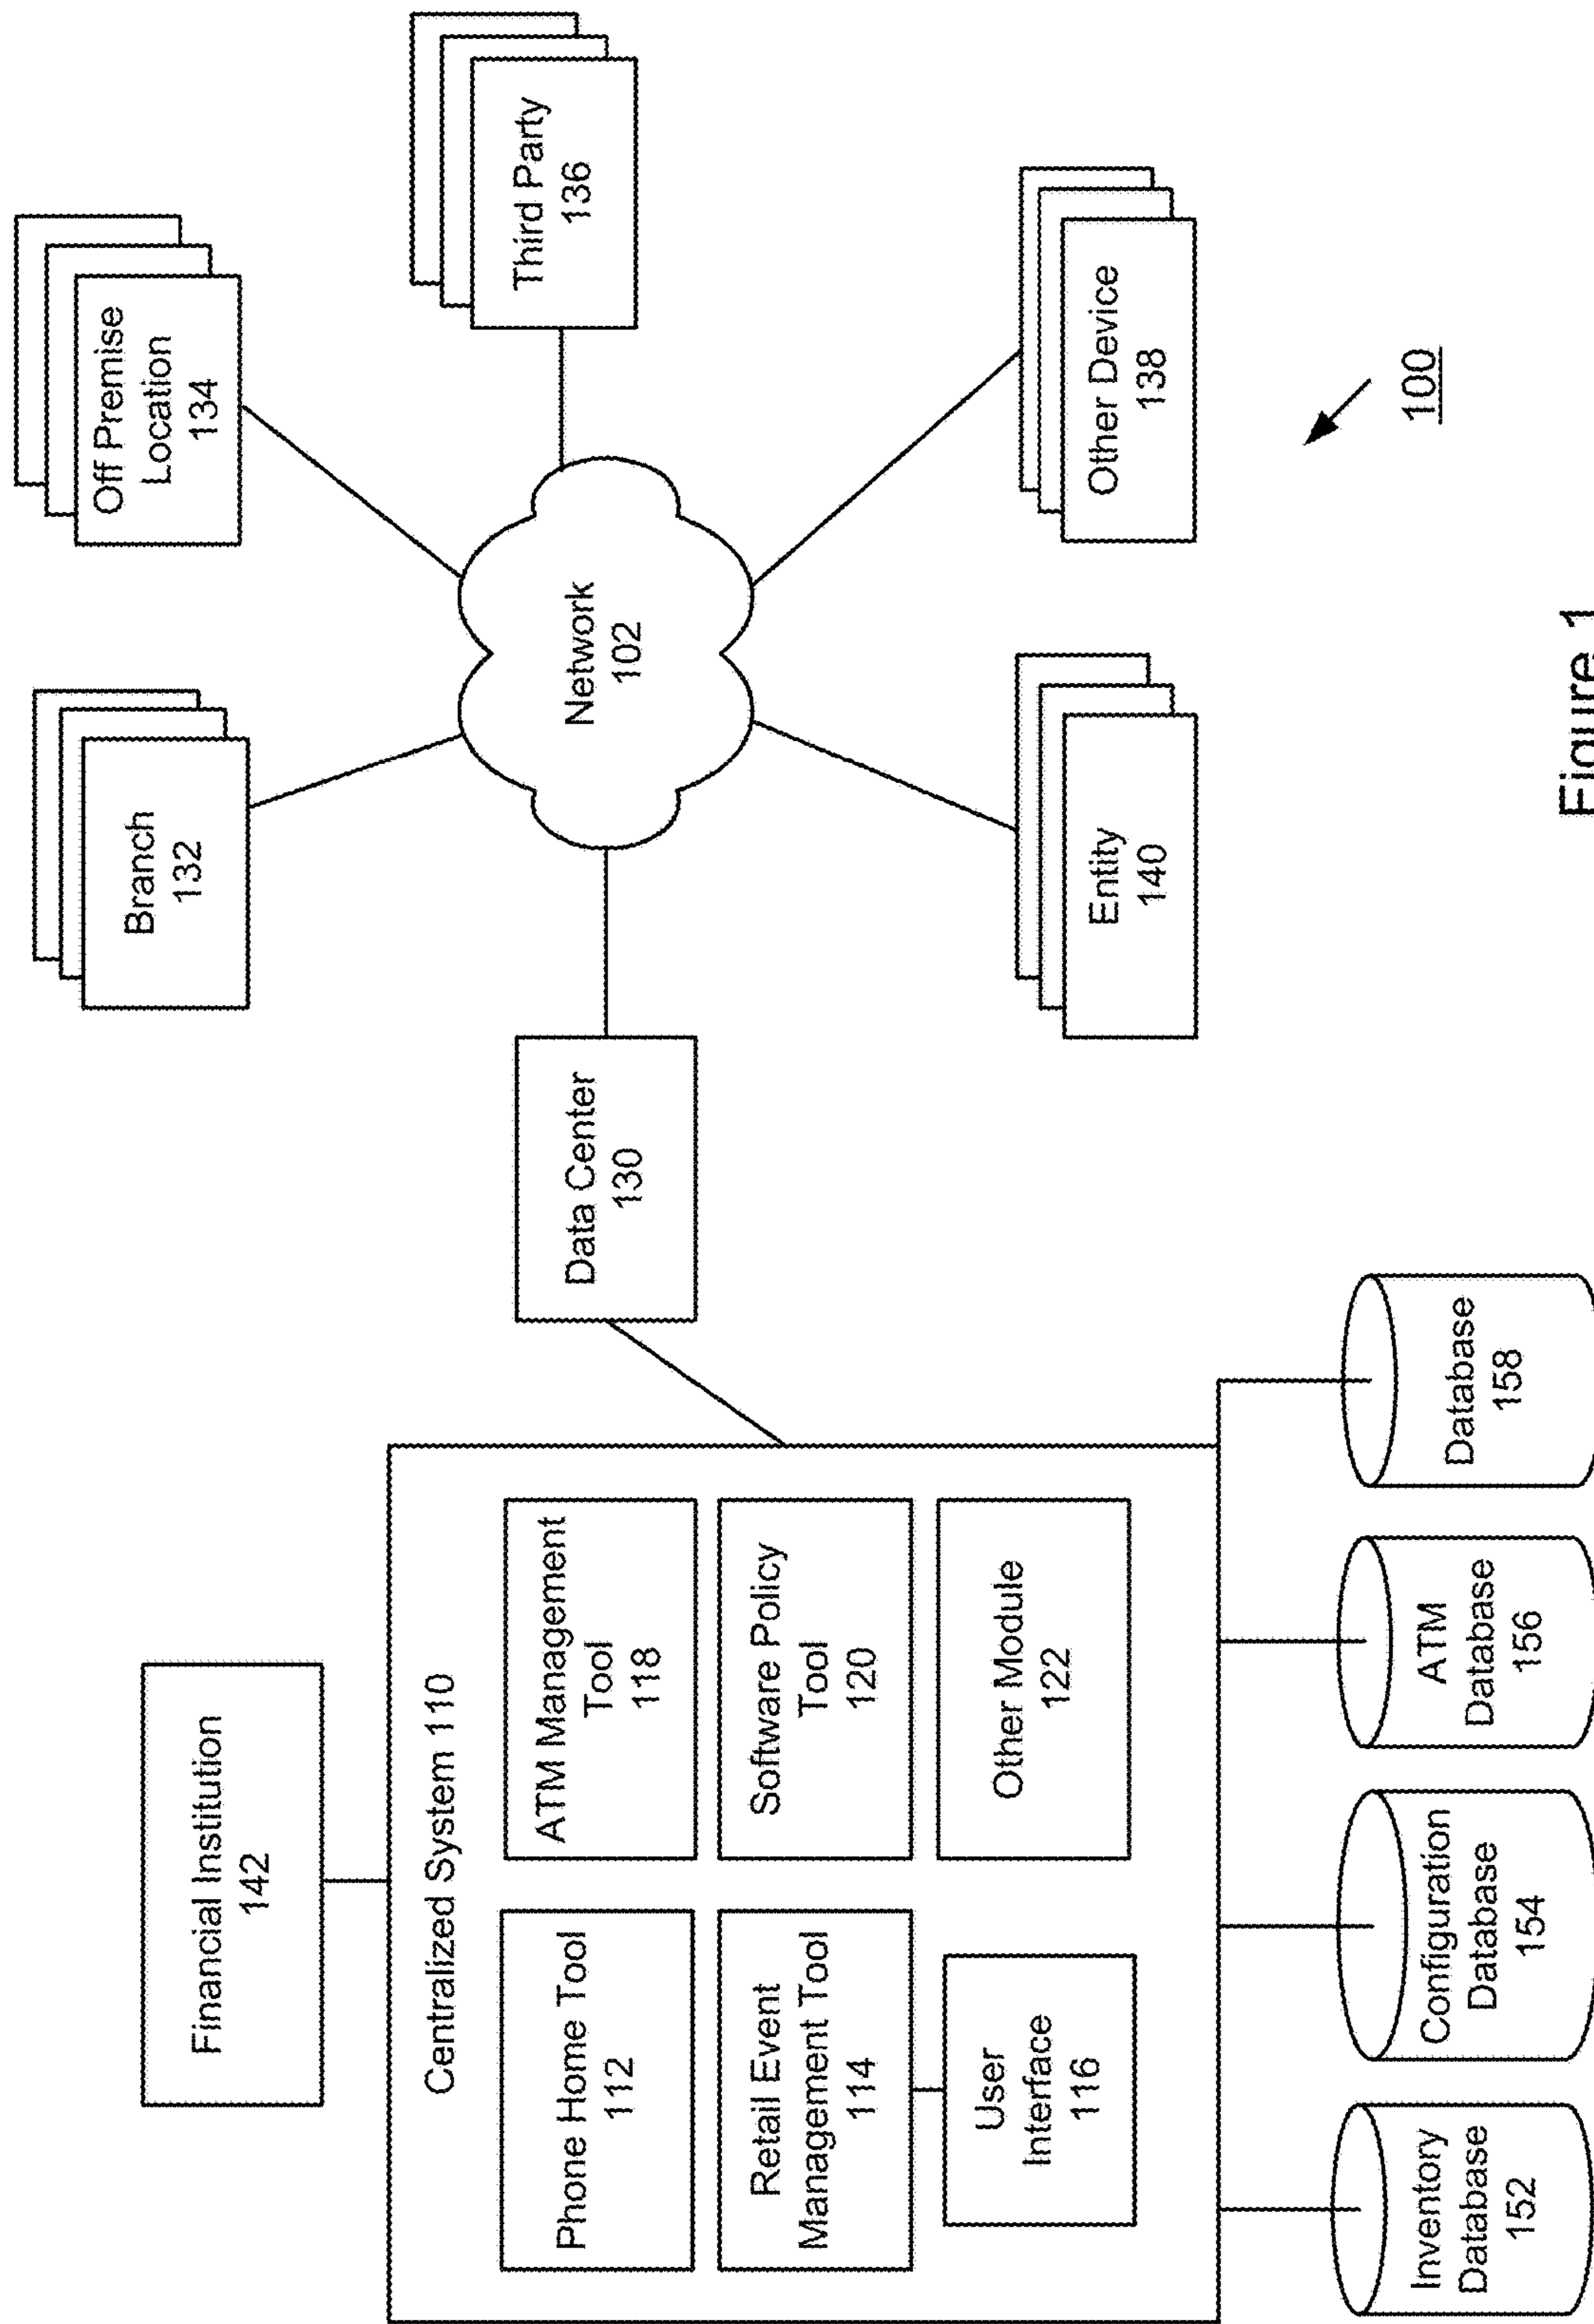 Financial Institution
142
Centralized System 110
Phone Home Tool
112
ATM Management
Tool
118
Retail Event
Management Tool
114
Software Policy
Tool
120
User
Interface
116
Other Module
122
Inventory
Database
152
Configuration
Database
154
ATM
Database
156
Database
158
Data Center
130
Branch
132
Off Premise
Location
134
Network
102
Third Party
136
Entity
140
Other Device
138
100
Figure 1